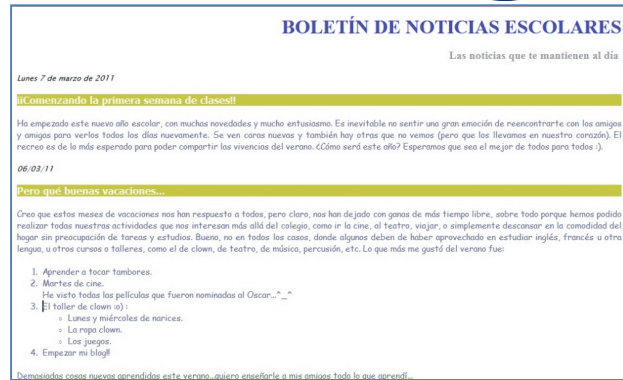 BOLETÍN DE NOTICIAS ESCOLARES
Las noticias que te mantienen al día
Lunes 7 de marzo de 2011
¡¡Comenzando la primera semana de clases!!
Ha empezado este nuevo año escolar, con muchas novedades y mucho entusiasmo. Es inevitable no sentir una gran emoción de reencontrarte con los amigos
y amigas para verlos todos los días nuevamente. Se ven caras nuevas y también hay otras que no vemos (pero que los llevamos en nuestro corazón). El
recreo es de lo más esperado para poder compartir las vivencias del verano. ¿Cómo será este año? Esperamos que sea el mejor de todos para todos :).
06/03/11
Pero qué buenas vacaciones...
Creo que estos meses de vacaciones nos han respuesto a todos, pero claro, nos han dejado con ganas de más tiempo libre, sobre todo porque hemos podido
realizar todas nuestras actividades que nos interesan más allá del colegio, como ir la cine, al teatro, viajar, o simplemente descansar en la comodidad del
hogar sin preocupación de tareas y estudios. Bueno, no en todos los casos, donde algunos deben de haber aprovechado en estudiar inglés, francés u otra
lengua, u otros cursos o talleres, como el de clown, de teatro, de música, percusión, etc. Lo que más me gustó del verano fue:
1. Aprender a tocar tambores.
2. Martes de cine.
He visto todas las películas que fueron nominadas al Oscar...^_^
3. El taller de clown :o) :
○ Lunes y miércoles de narices.
○ La ropa clown.
○ Los juegos.
4. Empezar mi blog!!
Demasiadas cosas nuevas aprendidas este verano...quiero enseñarle a mis amigos todo lo que aprendí...